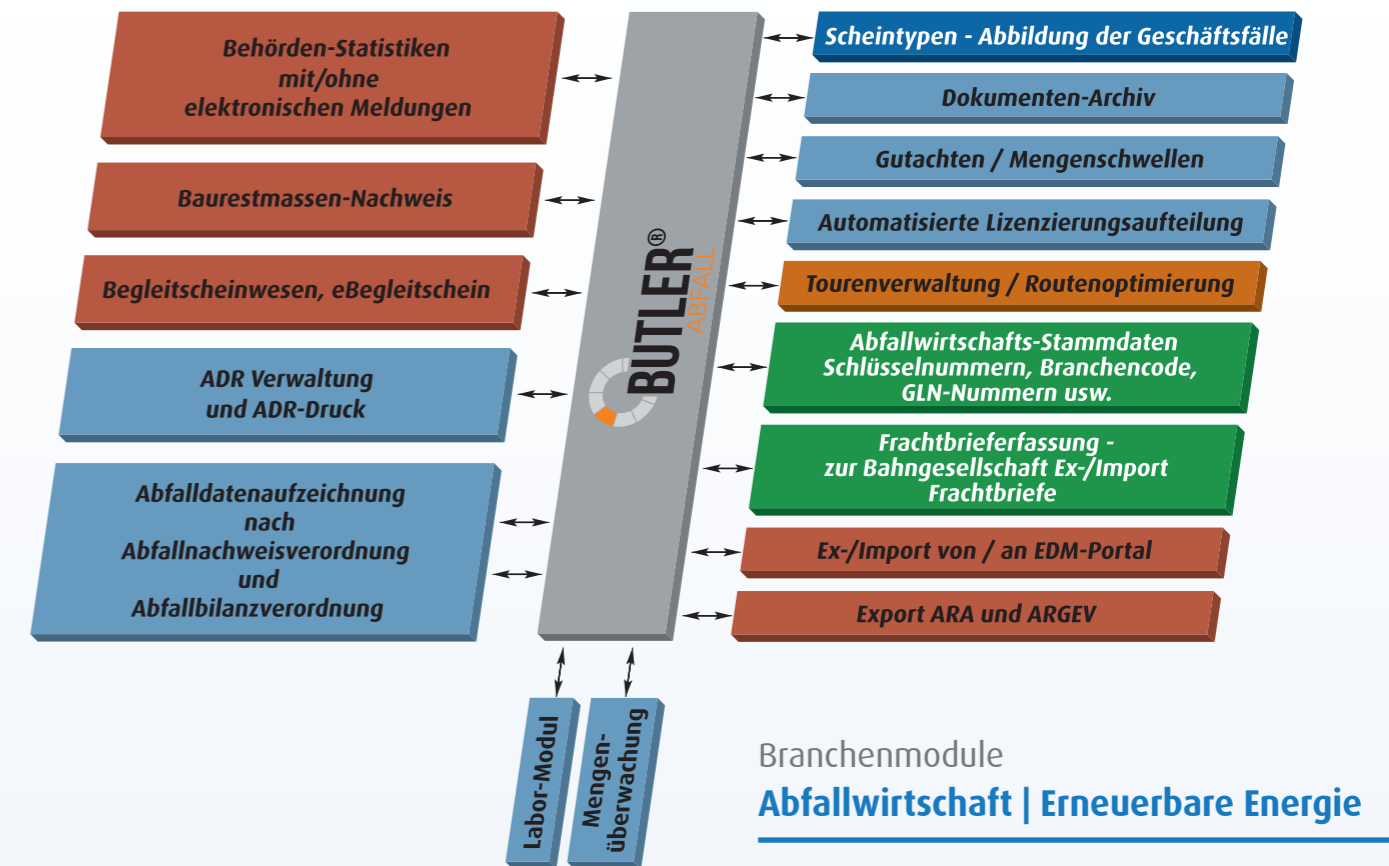 Behörden-Statistiken
mit/ohne
elektronischen Meldungen
Baurestmassen-Nachweis
Begleitscheinwesen, eBegleitschein
ADR Verwaltung
und ADR-Druck
Abfalldatenaufzeichnung
nach
Abfallnachweisverordnung
und
Abfallbilanzverordnung
BUTLER®
ABFALL
Scheintypen - Abbildung der Geschäftsfälle
Dokumenten-Archiv
Gutachten / Mengenschwellen
Automatisierte Lizenzierungsaufteilung
Tourenverwaltung / Routenoptimierung
Abfallwirtschafts-Stammdaten
Schlüsselnummern, Branchencode,
GLN-Nummern usw.
Frachtbrieferfassung -
zur Bahngesellschaft Ex-/Import
Frachtbriefe
Ex-/Import von / an EDM-Portal
Export ARA und ARGEV
Labor-Modul
Mengen-
überwachung
Branchenmodule
Abfallwirtschaft | Erneuerbare Energie